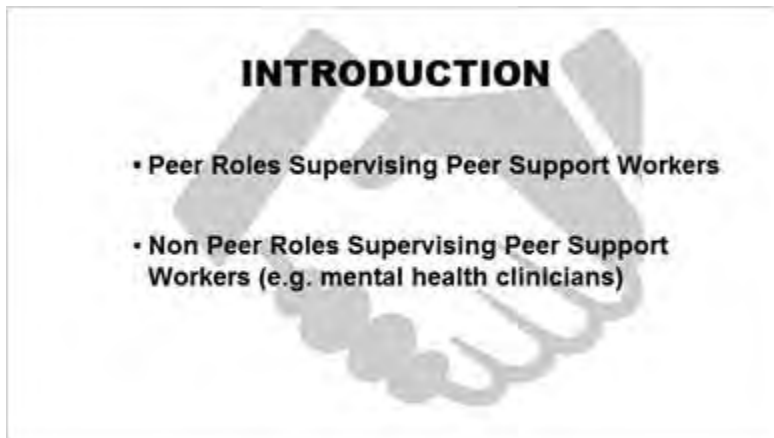 INTRODUCTION
▪ Peer Roles Supervising Peer Support Workers
▪ Non Peer Roles Supervising Peer Support
Workers (e.g. mental health clinicians)